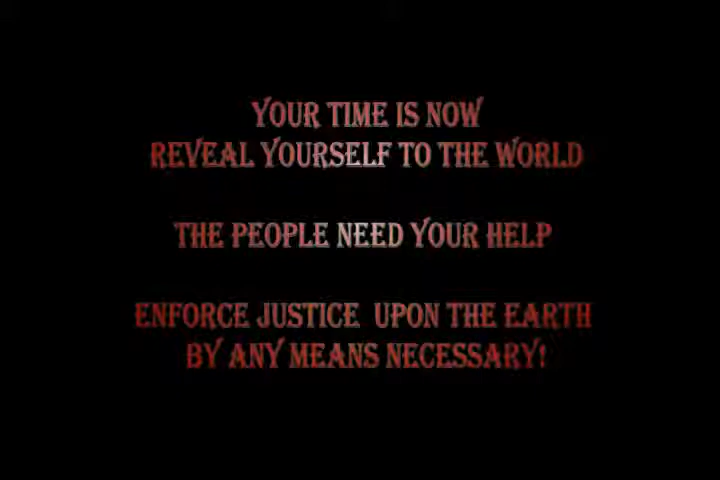 YOUR TIME IS NOW
REVEAL YOURSELF TO THE WORLD
THE PEOPLE NEED YOUR HELP
ENFORCE JUSTICE UPON THE EARTH
BY ANY MEANS NECESSARY!